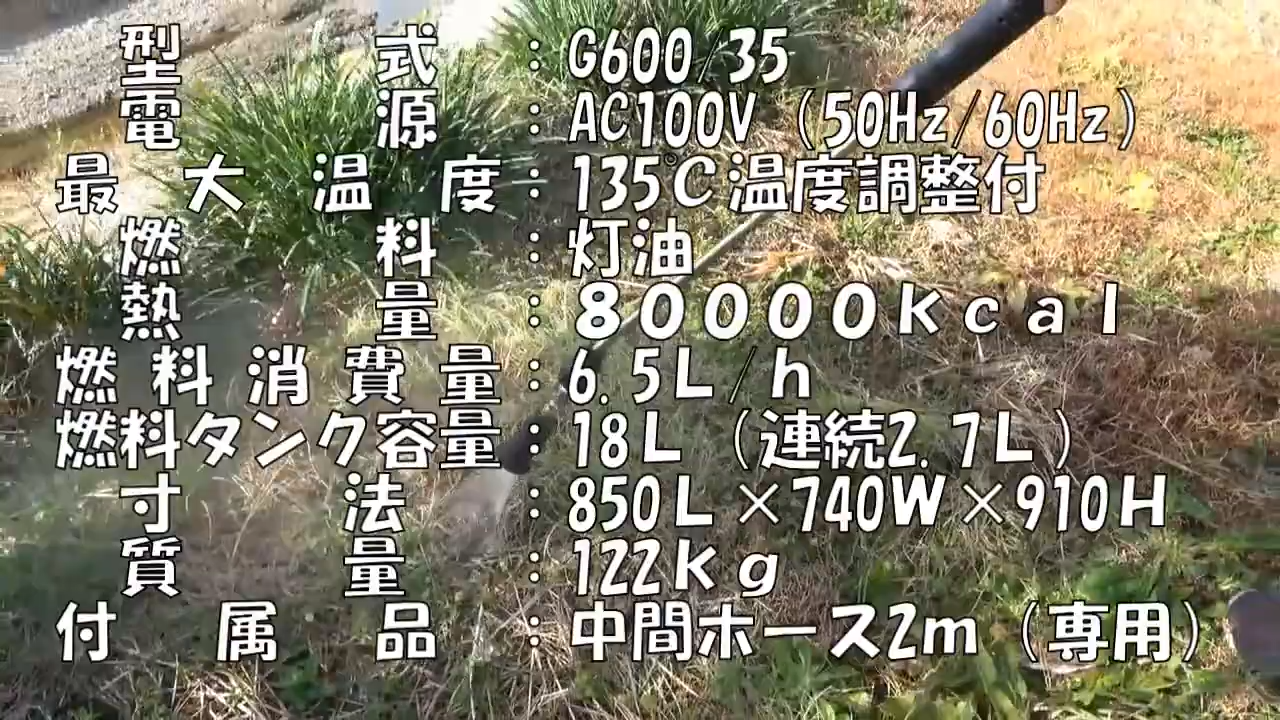 型式：G600/35
電源：AC100V（50Hz/60Hz）
最大温度：135℃温度調整付
燃料：灯油
熱量：８００００Ｋｃａｌ
燃料消費量：6.5Ｌ/ｈ
燃料タンク容量：18Ｌ（連続2.7Ｌ）
寸法：850Ｌ×740Ｗ×910Ｈ
質量：122ｋｇ
付属品：中間ホース2ｍ（専用）